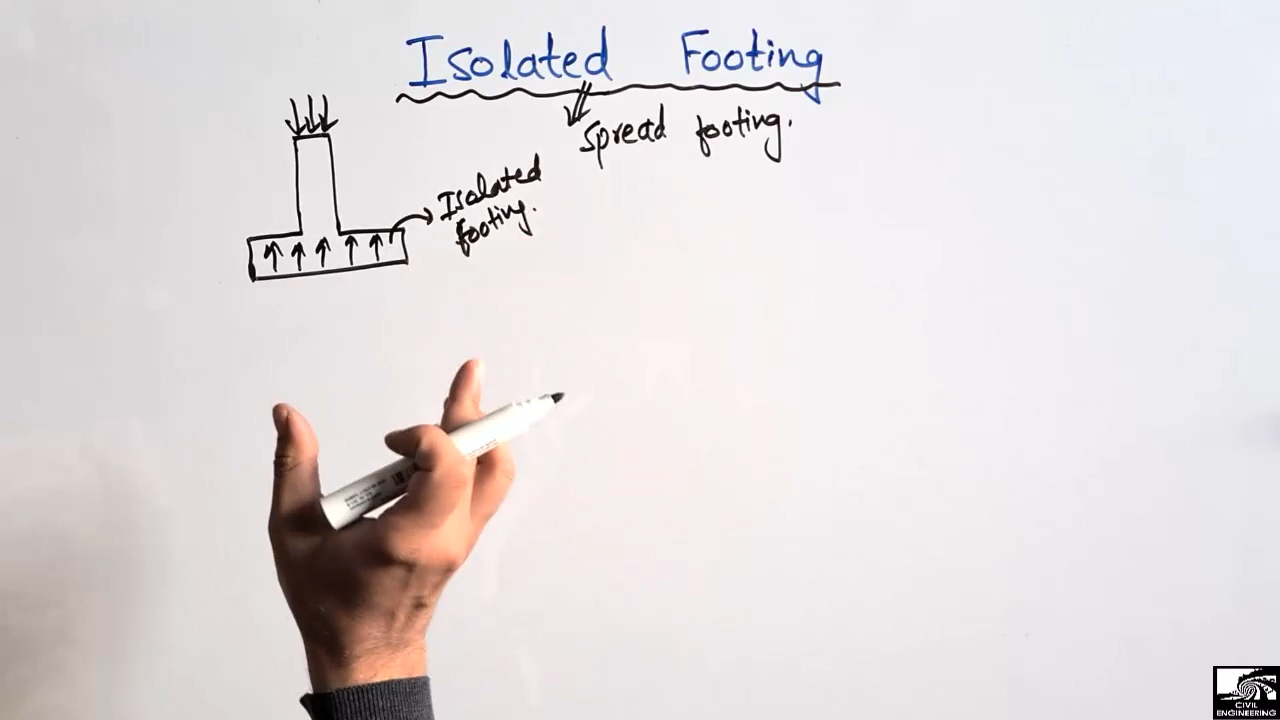 Isolated Footing
Spread footing.
Isolated
footing.
CIVIL
ENGINEERING